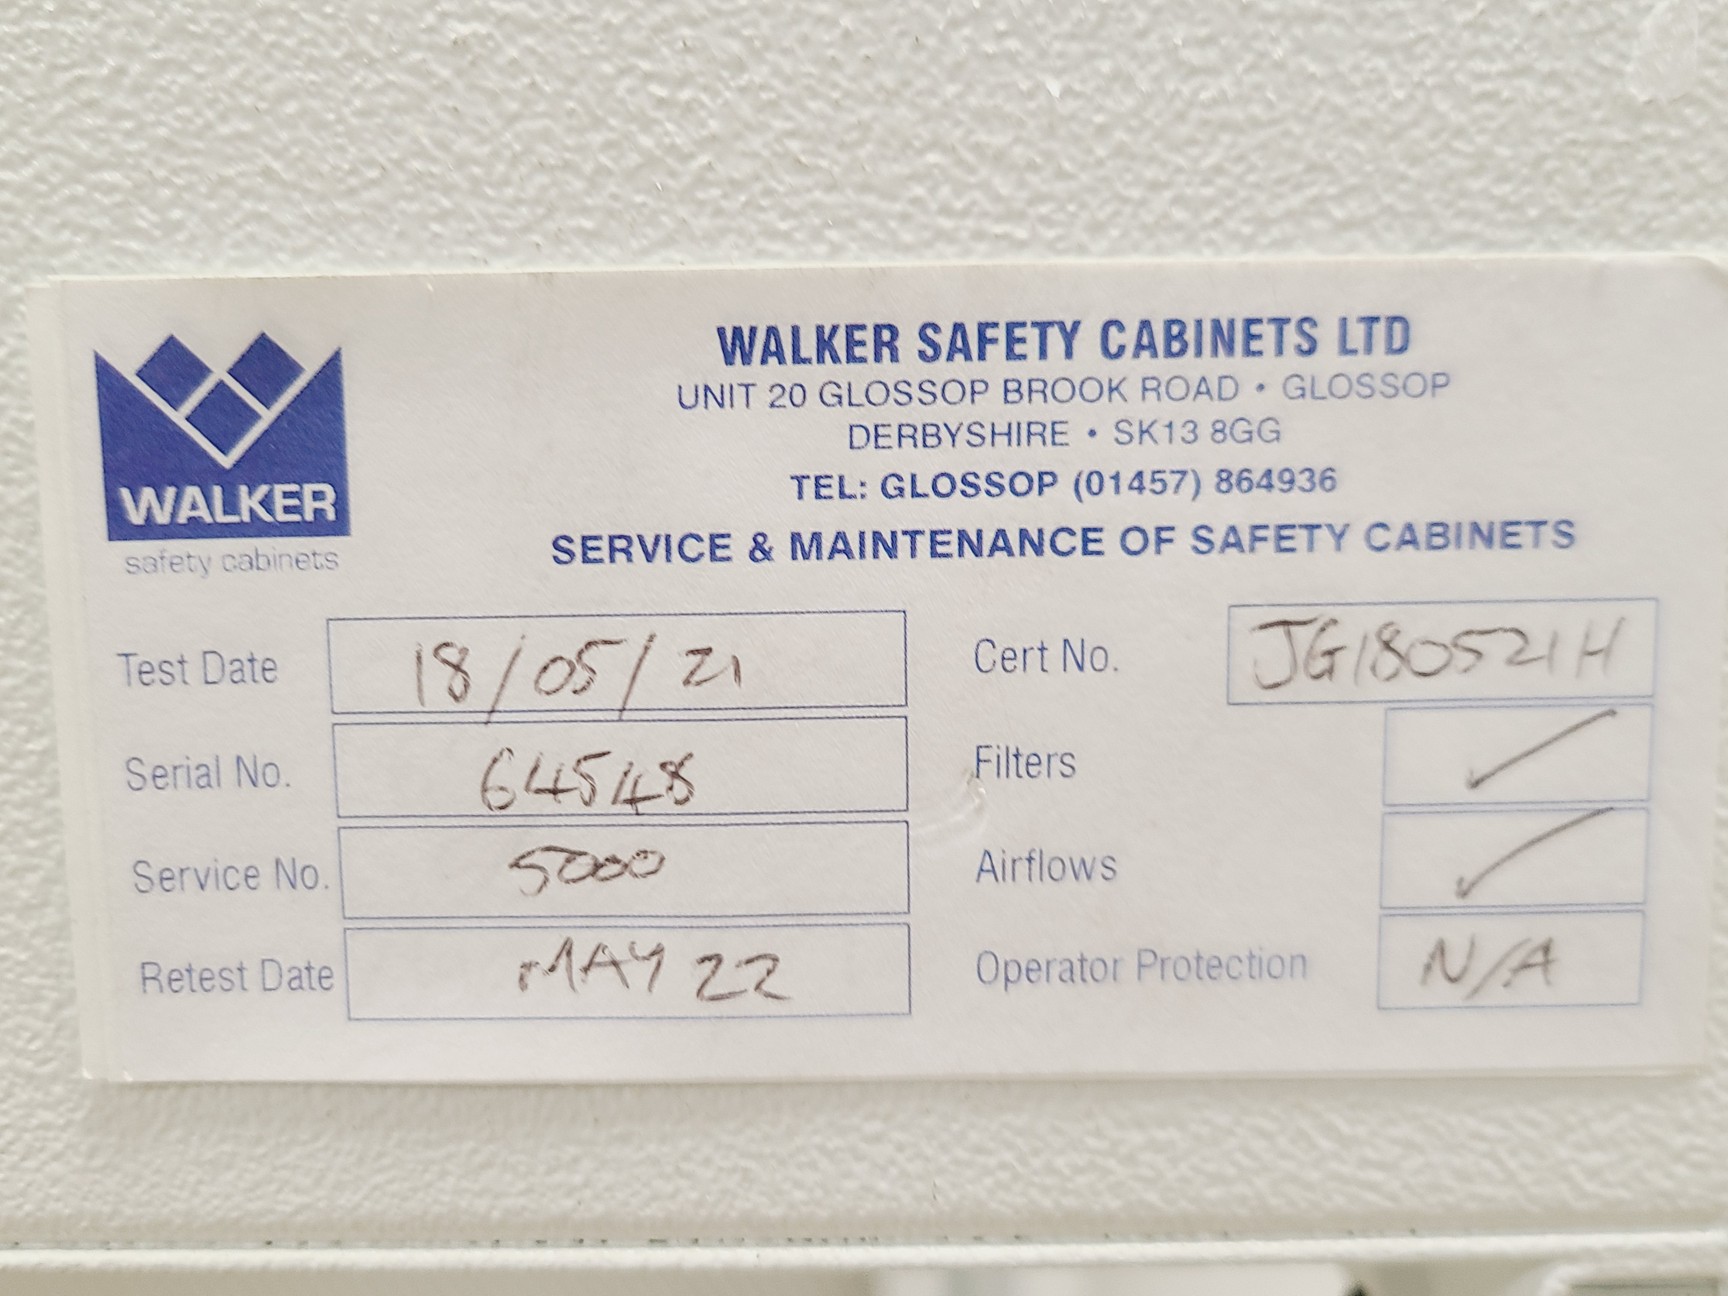 WALKER
safety cabinets
WALKER SAFETY CABINETS LTD
UNIT 20 GLOSSOP BROOK ROAD • GLOSSOP
DERBYSHIRE • SK13 8GG
TEL: GLOSSOP (01457) 864936
SERVICE & MAINTENANCE OF SAFETY CABINETS
Test Date 18/05/21
Serial No. 64548
Service No. 5000
Retest Date MAY 22
Cert No. JG180521H
Filters ✓
Airflows ✓
Operator Protection N/A